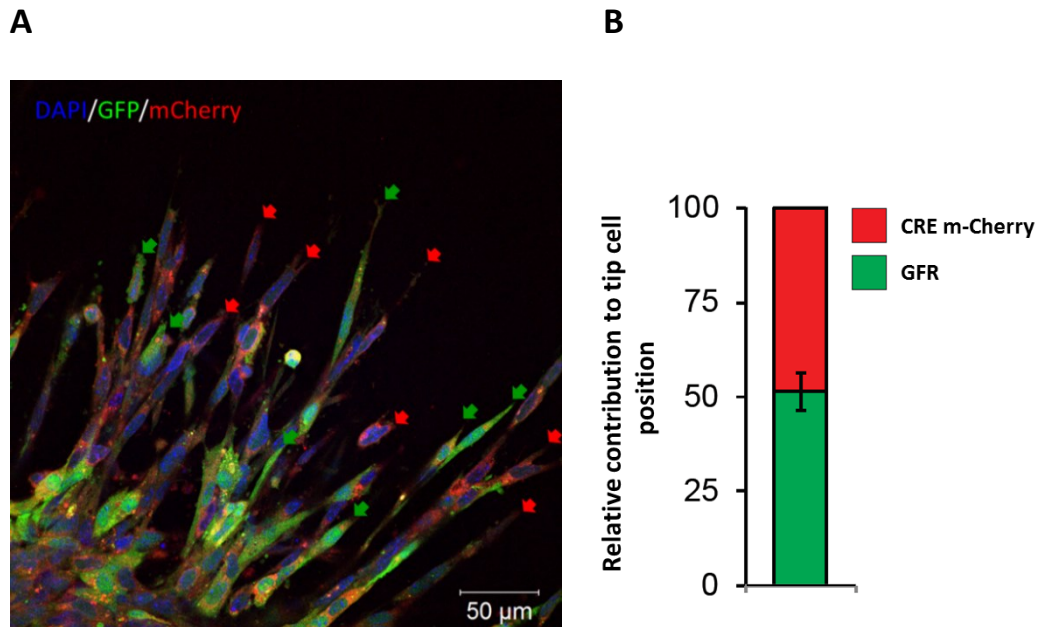 A
B
DAPI/GFP/mCherry
50 µm
Relative contribution to tip cell
position
100
75
50
25
0
CRE m-Cherry
GFR